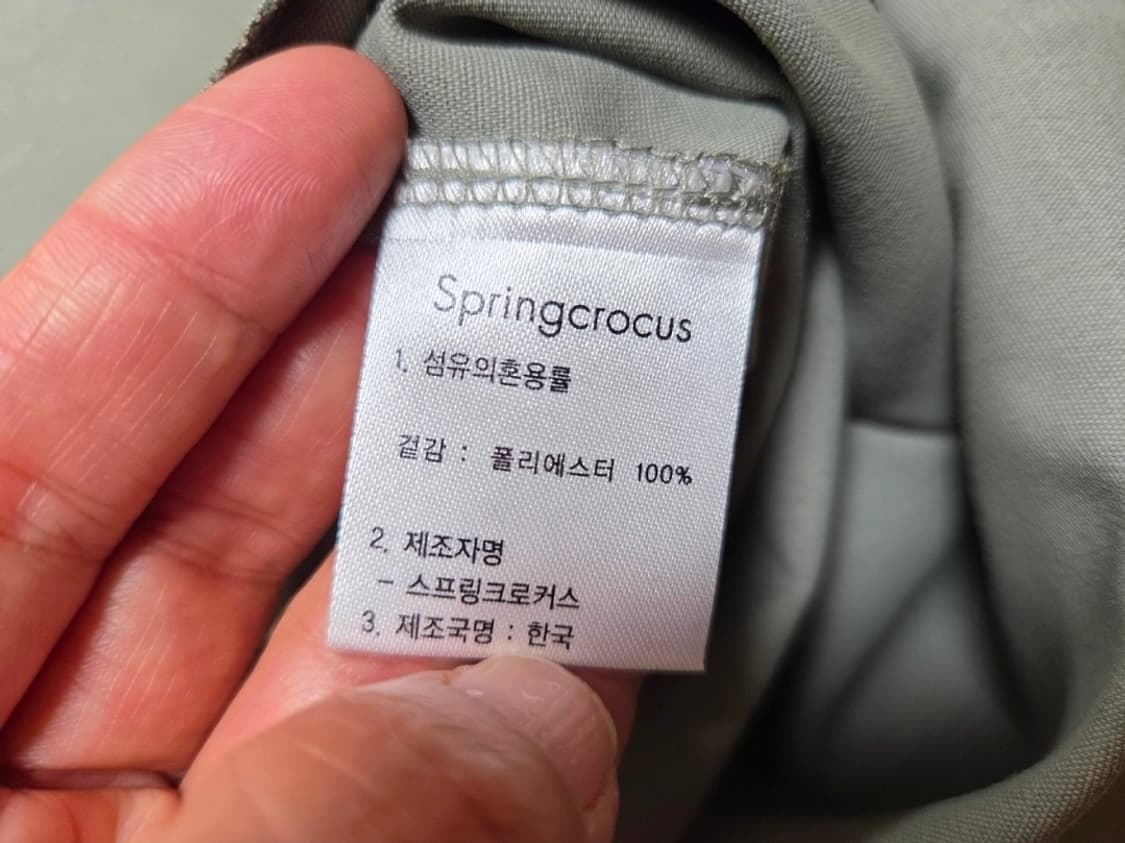 Springcrocus
1. 섬유의혼용률
겉감 : 폴리에스터 100%
2. 제조자명
- 스프링크로커스
3. 제조국명 : 한국